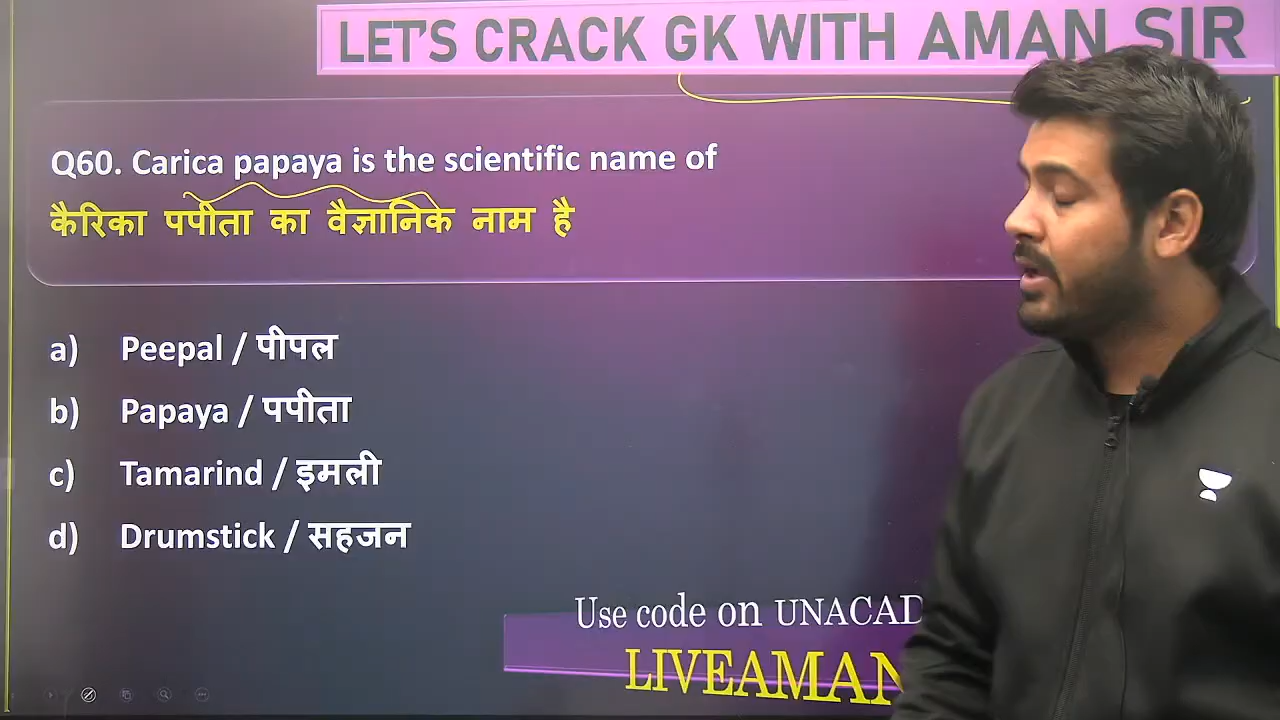 LET'S CRACK GK WITH AMAN SIR
Q60. Carica papaya is the scientific name of
कैरिका पपीता का वैज्ञानिक नाम है
a) Peepal / पीपल
b) Papaya / पपीता
c) Tamarind / इमली
d) Drumstick / सहजन
Use code on UNACAD
LIVEAMAN